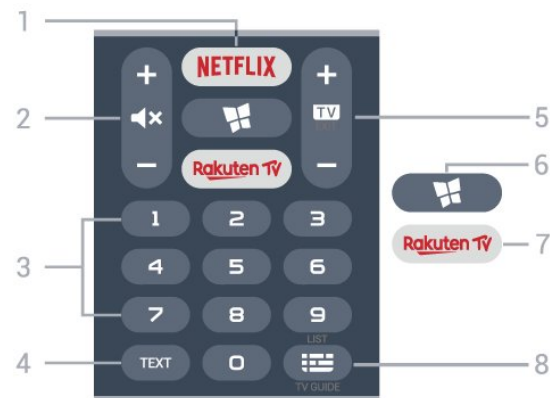 1
+ NETFLIX +
2 TV 5
EXIT
6
- Rakuten TV -
Rakuten TV 7
1 2 3
3 4 5 6
7 8 9
LIST
4 TEXT 0 8
TV GUIDE